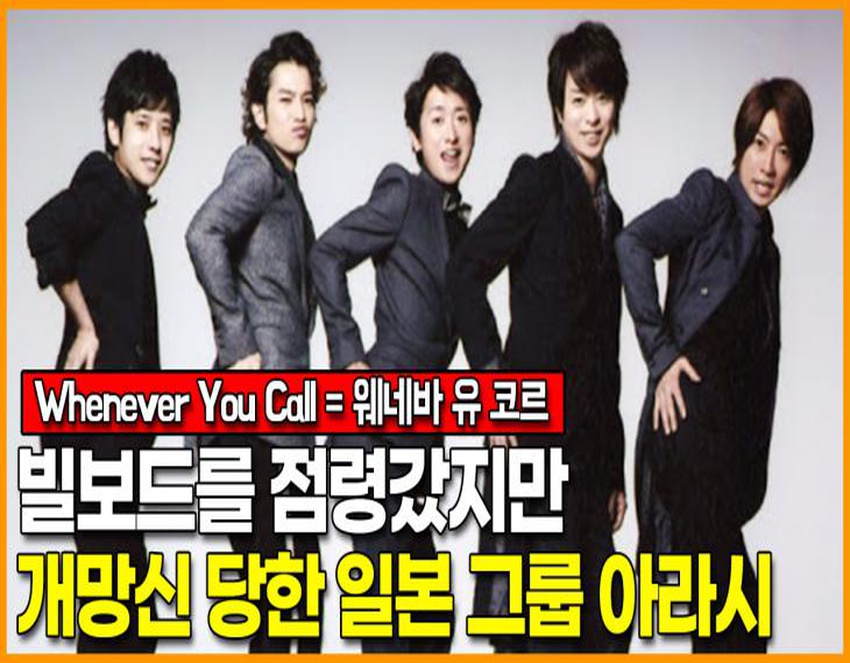 Whenever You Call = 웨네바 유 코르
빌보드를 점령갔지만
개망신 당한 일본 그룹 아라시